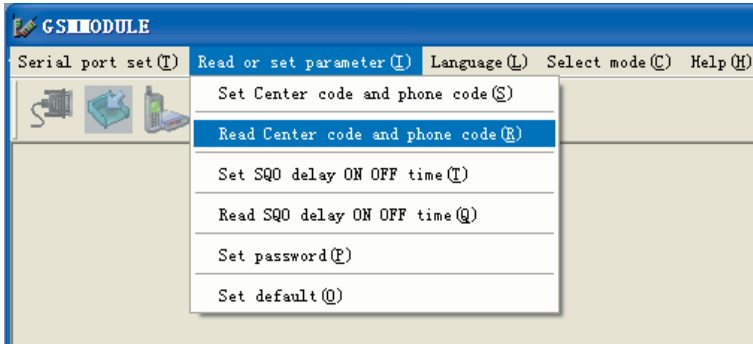 GSMMODULE
Serial port set(T) Read or set parameter(I) Language(L) Select mode(C) Help(H)
Set Center code and phone code(S)
Read Center code and phone code(R)
Set SQO delay ON OFF time(T)
Read SQO delay ON OFF time(Q)
Set password(P)
Set default(O)